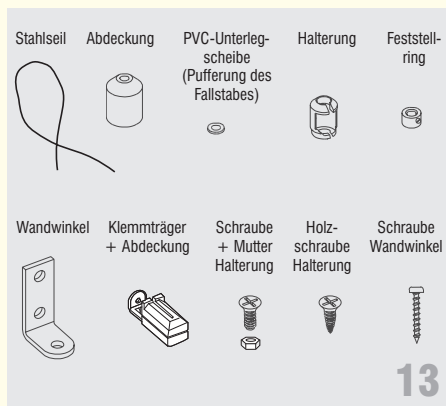 Stahlseil
Abdeckung
PVC-Unterleg-
scheibe
(Pufferung des
Fallstabes)
Halterung
Feststell-
ring
Wandwinkel
Klemmträger
+ Abdeckung
Schraube
+ Mutter
Halterung
Holz-
schraube
Halterung
Schraube
Wandwinkel
13